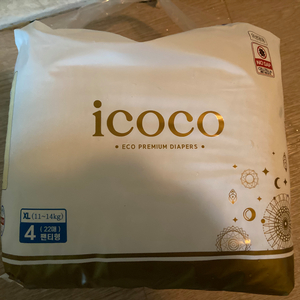 icoco
• ECO PREMIUM DIAPERS •
XL (11~14kg)
4 (22매)
팬티형